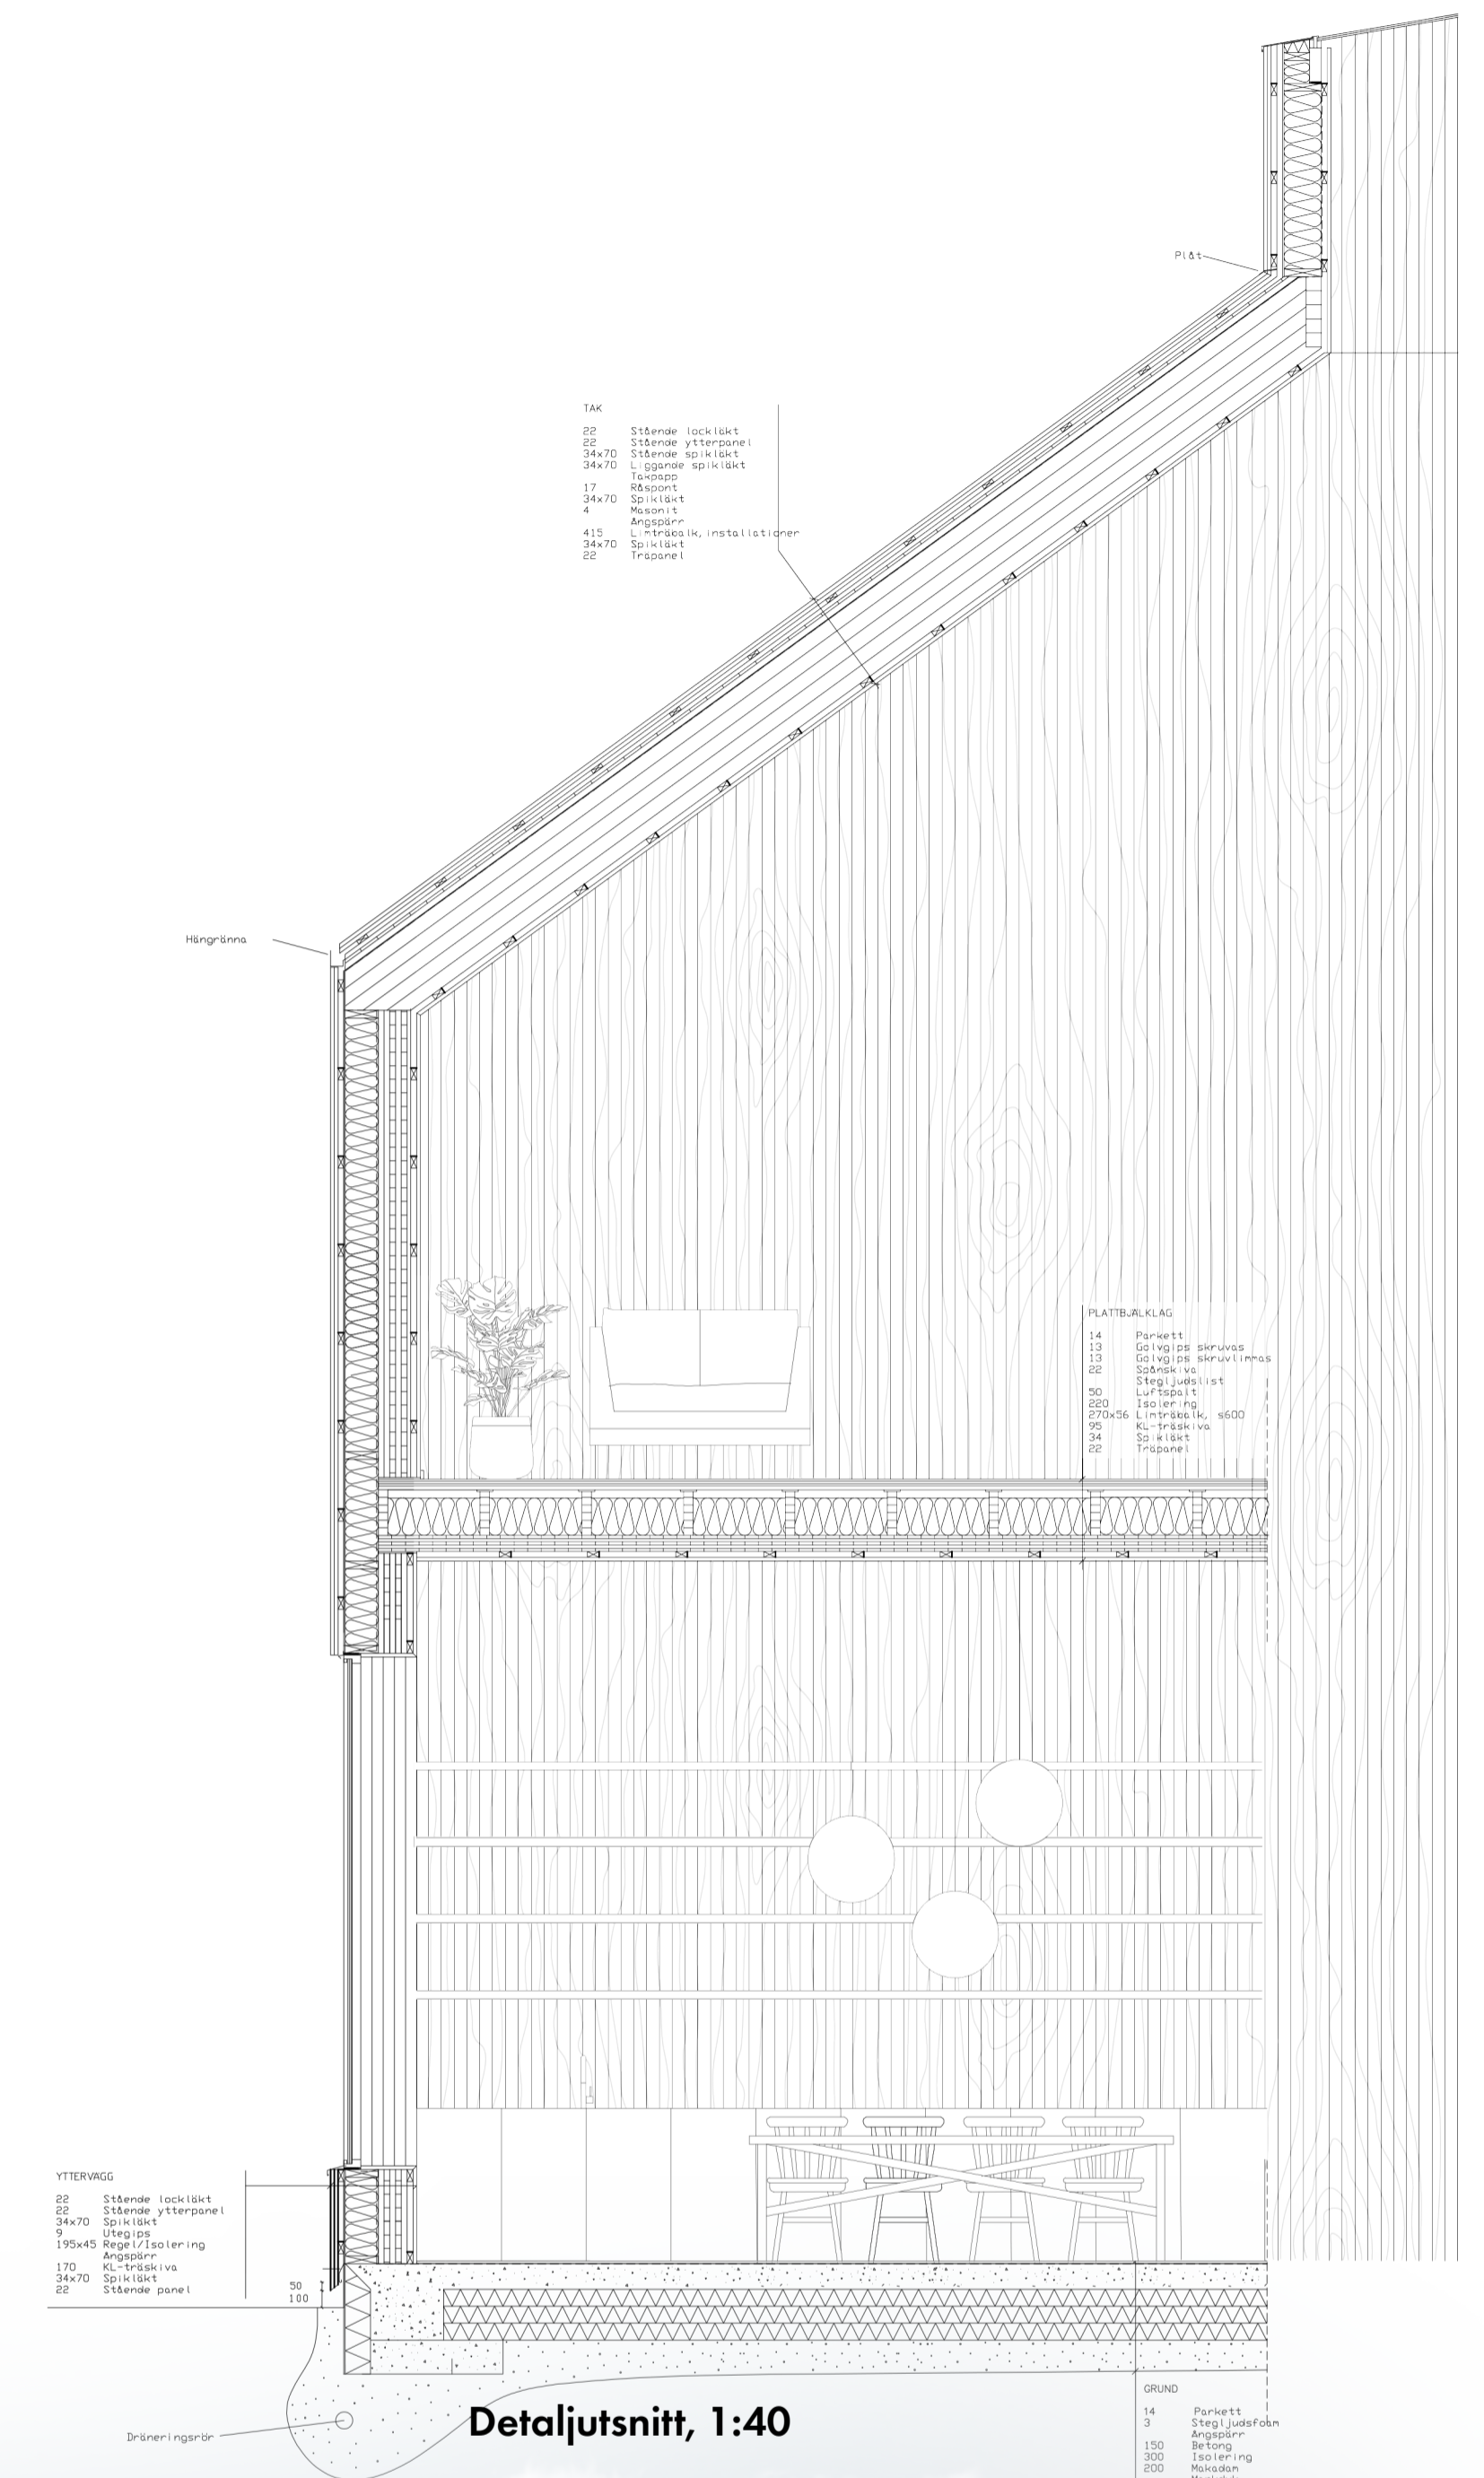 Plåt
TAK
22 Stående lockläkt
22 Stående ytterpanel
34x70 Stående spikläkt
34x70 Liggande spikläkt
Takpapp
17 Råspont
34x70 Spikläkt
4 Masonit
Ångspärr
415 Limträbalk, installationer
34x70 Spikläkt
22 Träpanel
Hängränna
PLATTBJÄLKLAG
14 Parkett
13 Golvgips skruvas
13 Golvgips skruvlimmas
22 Spånskiva
Stegljudslist
50 Luftspalt
220 Isolering
270x56 Limträbalk, s600
95 KL-träskiva
34 Spikläkt
22 Träpanel
YTTERVÄGG
22 Stående lockläkt
22 Stående ytterpanel
34x70 Spikläkt
9 Utegips
195x45 Regel/Isolering
Ångspärr
170 KL-träskiva
34x70 Spikläkt
22 Stående panel
50
100
GRUND
14 Parkett
3 Stegljudsfoam
Ångspärr
150 Betong
300 Isolering
200 Makadam
Dräneringsrör
Detaljutsnitt, 1:40